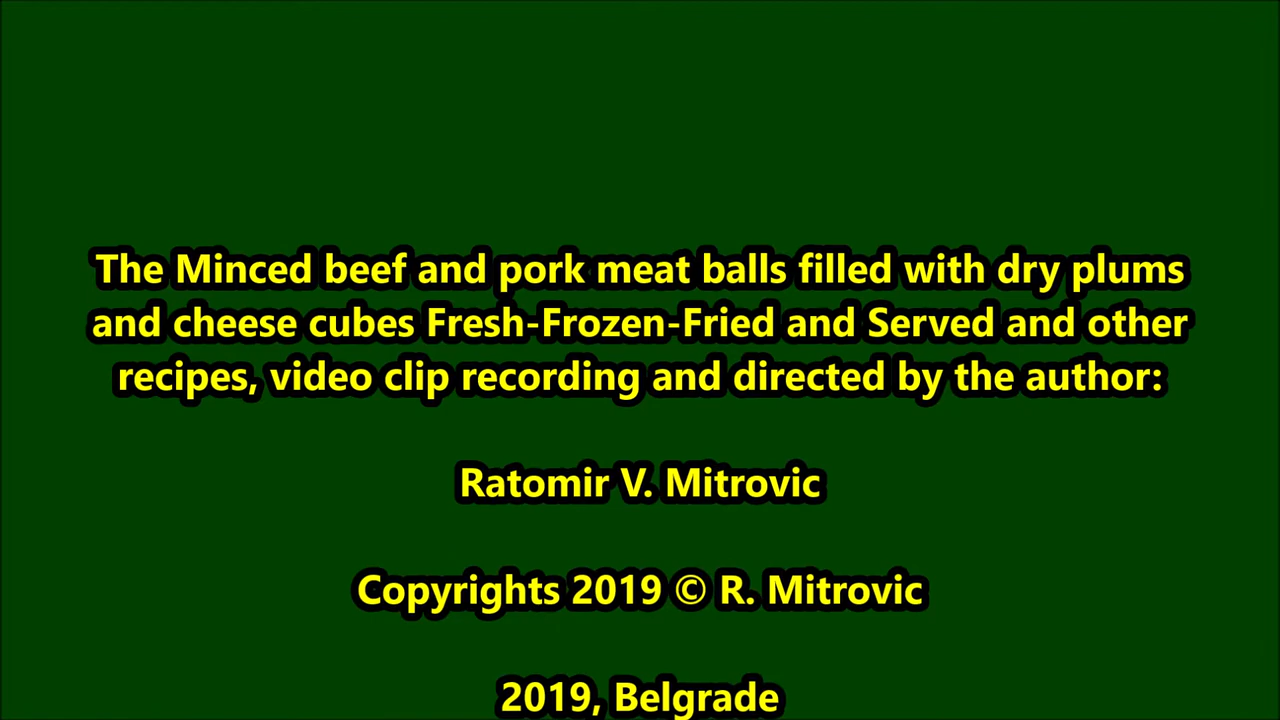 The Minced beef and pork meat balls filled with dry plums
and cheese cubes Fresh-Frozen-Fried and Served and other
recipes, video clip recording and directed by the author:
Ratomir V. Mitrovic
Copyrights 2019 © R. Mitrovic
2019, Belgrade